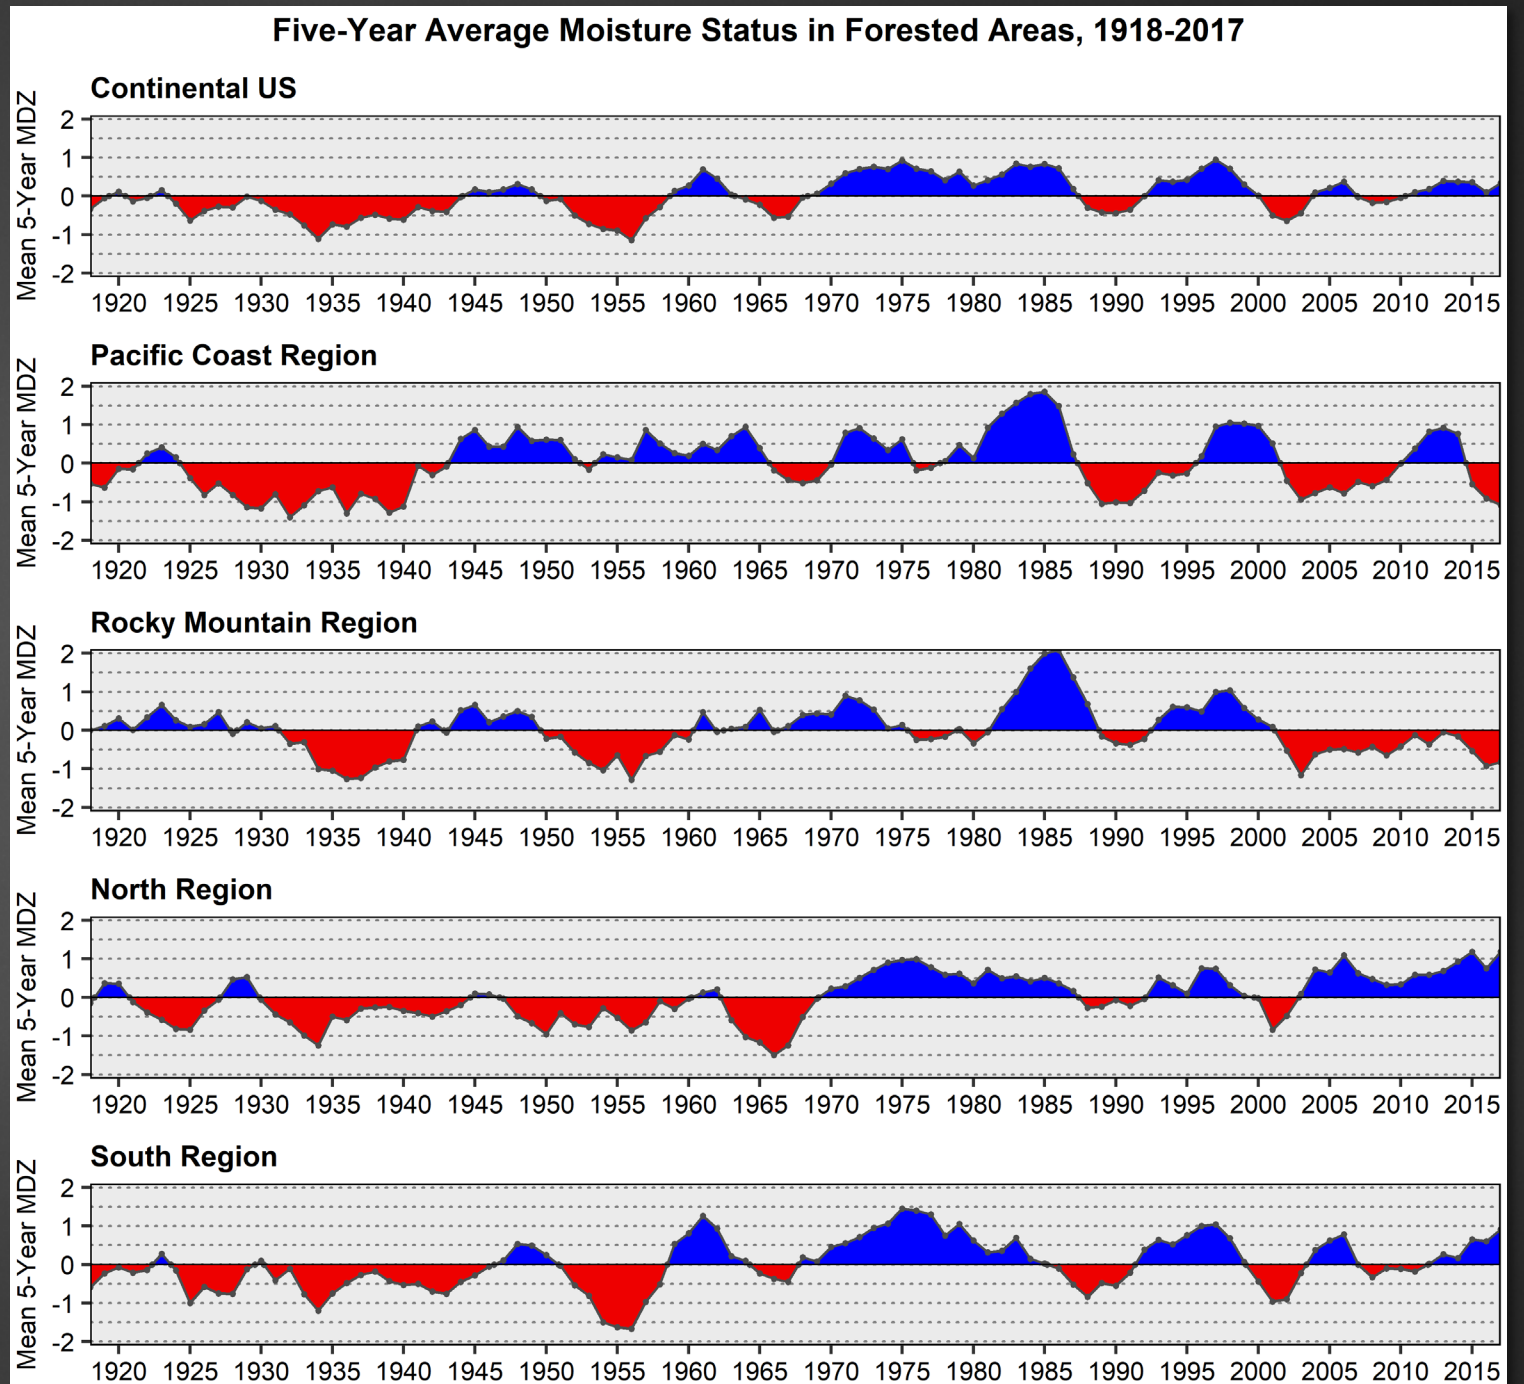 Five-Year Average Moisture Status in Forested Areas, 1918-2017
Continental US
Mean 5-Year MDZ
2
1
0
-1
-2
1920 1925 1930 1935 1940 1945 1950 1955 1960 1965 1970 1975 1980 1985 1990 1995 2000 2005 2010 2015
Pacific Coast Region
Mean 5-Year MDZ
2
1
0
-1
-2
1920 1925 1930 1935 1940 1945 1950 1955 1960 1965 1970 1975 1980 1985 1990 1995 2000 2005 2010 2015
Rocky Mountain Region
Mean 5-Year MDZ
2
1
0
-1
-2
1920 1925 1930 1935 1940 1945 1950 1955 1960 1965 1970 1975 1980 1985 1990 1995 2000 2005 2010 2015
North Region
Mean 5-Year MDZ
2
1
0
-1
-2
1920 1925 1930 1935 1940 1945 1950 1955 1960 1965 1970 1975 1980 1985 1990 1995 2000 2005 2010 2015
South Region
Mean 5-Year MDZ
2
1
0
-1
-2
1920 1925 1930 1935 1940 1945 1950 1955 1960 1965 1970 1975 1980 1985 1990 1995 2000 2005 2010 2015